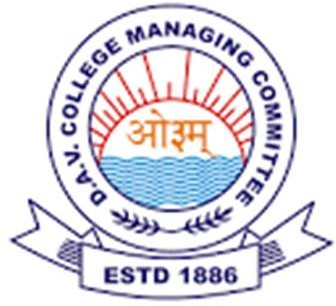 D.A.V. COLLEGE MANAGING COMMITTEE
ओ३म्
ESTD 1886